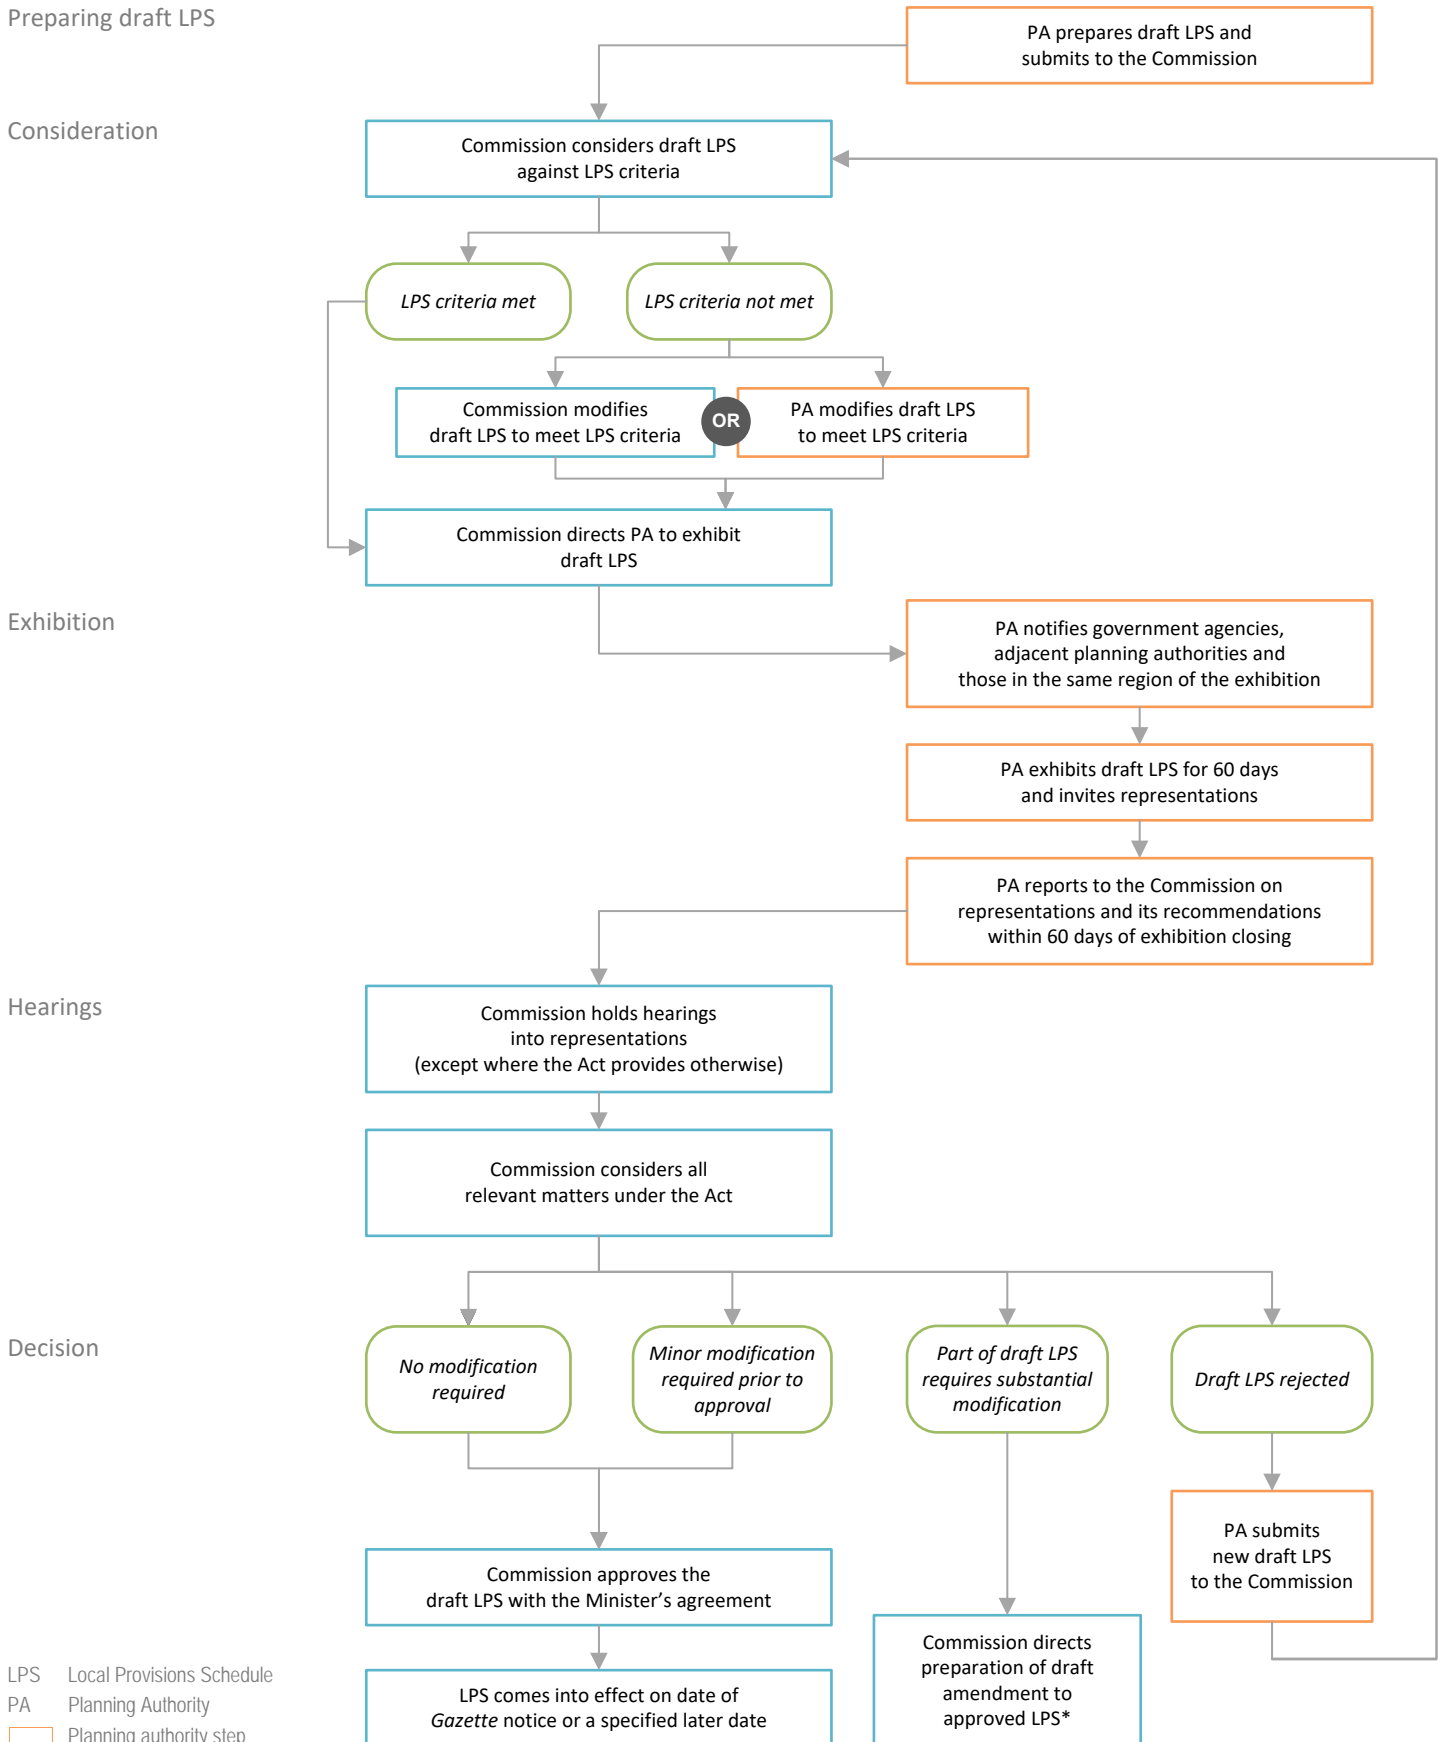 Preparing draft LPS
PA prepares draft LPS and
submits to the Commission
Consideration
Commission considers draft LPS
against LPS criteria
LPS criteria met
LPS criteria not met
Commission modifies
draft LPS to meet LPS criteria
OR
PA modifies draft LPS
to meet LPS criteria
Commission directs PA to exhibit
draft LPS
Exhibition
PA notifies government agencies,
adjacent planning authorities and
those in the same region of the exhibition
PA exhibits draft LPS for 60 days
and invites representations
PA reports to the Commission on
representations and its recommendations
within 60 days of exhibition closing
Hearings
Commission holds hearings
into representations
(except where the Act provides otherwise)
Commission considers all
relevant matters under the Act
Decision
No modification
required
Minor modification
required prior to
approval
Part of draft LPS
requires substantial
modification
Draft LPS rejected
PA submits
new draft LPS
to the Commission
Commission approves the
draft LPS with the Minister’s agreement
Commission directs
preparation of draft
amendment to
approved LPS*
LPS comes into effect on date of
Gazette notice or a specified later date
LPS Local Provisions Schedule
PA Planning Authority
Planning authority step